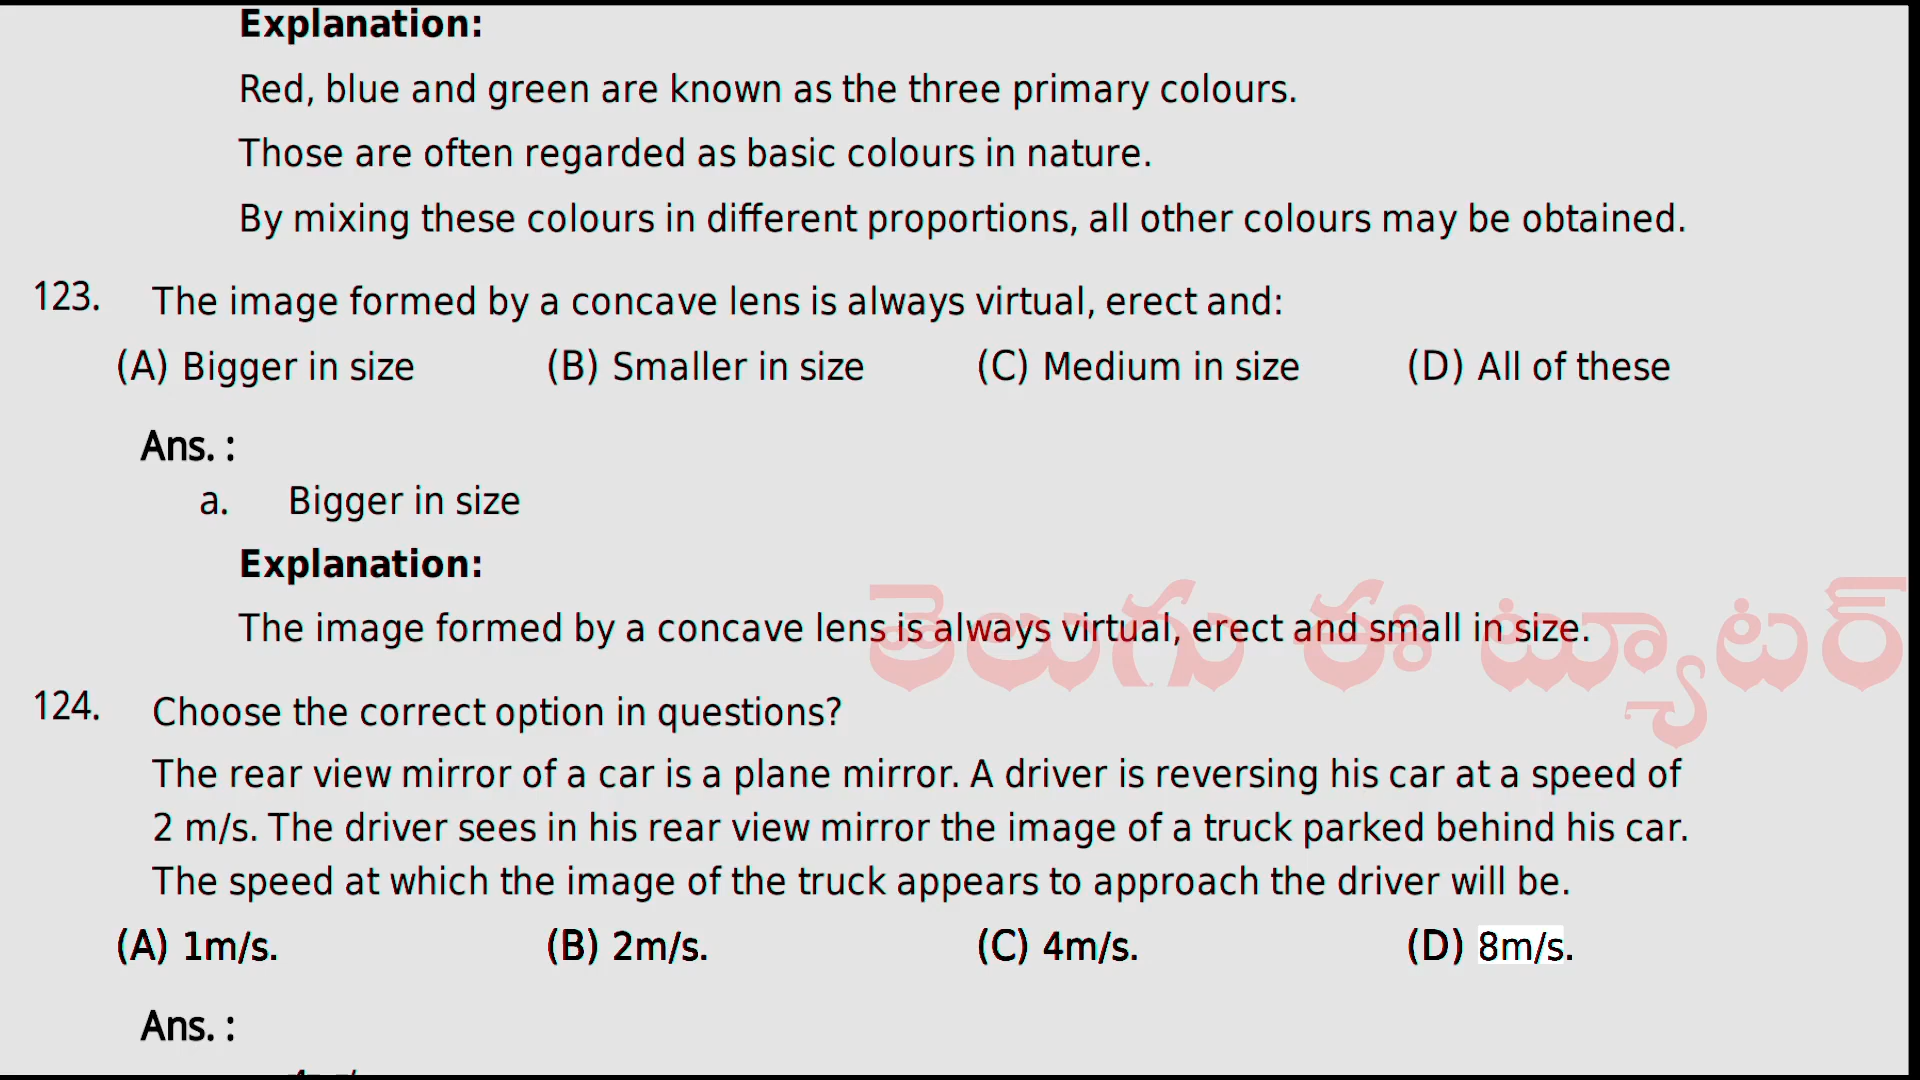 Explanation:
Red, blue and green are known as the three primary colours.
Those are often regarded as basic colours in nature.
By mixing these colours in different proportions, all other colours may be obtained.
123. The image formed by a concave lens is always virtual, erect and:
(A) Bigger in size (B) Smaller in size (C) Medium in size (D) All of these
Ans. :
a. Bigger in size
Explanation:
The image formed by a concave lens is always virtual, erect and small in size.
తెలుగు ఈ ట్యూటర్
124. Choose the correct option in questions?
The rear view mirror of a car is a plane mirror. A driver is reversing his car at a speed of
2 m/s. The driver sees in his rear view mirror the image of a truck parked behind his car.
The speed at which the image of the truck appears to approach the driver will be.
(A) 1m/s. (B) 2m/s. (C) 4m/s. (D) 8m/s.
Ans. :